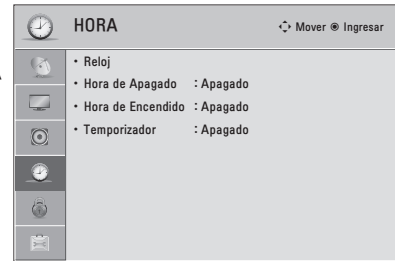 HORA
Mover Ingresar
• Reloj
• Hora de Apagado : Apagado
• Hora de Encendido : Apagado
• Temporizador : Apagado